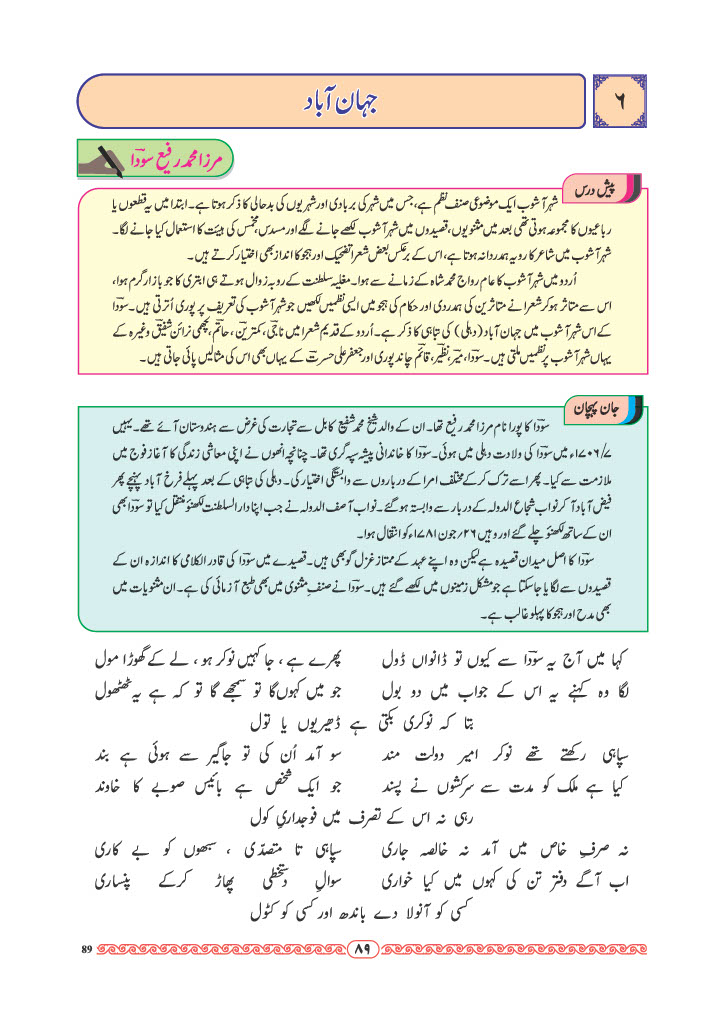 ۶
جہان آباد
مرزا محمد رفیع سوداؔ
پیش درس
شہر آشوب ایک موضوعی صنف نظم ہے، جس میں شہر کی بربادی اور شہریوں کی بدحالی کا ذکر ہوتا ہے۔ ابتدا میں یہ قطعوں یا
رباعیوں کا مجموعہ ہوتی تھی بعد میں مثنویوں، قصیدوں میں شہر آشوب لکھے جانے لگے اور مسدس، مخمس کی ہیئت کا استعمال کیا جانے لگا۔
شہر آشوب میں شاعر کا رویہ ہمدردانہ ہوتا ہے، اس کے برعکس بعض شعرا تضحیک اور ہجو کا انداز بھی اختیار کرتے ہیں۔
اُردو میں شہر آشوب کا عام رواج محمد شاہ کے زمانے سے ہوا۔ مغلیہ سلطنت کے روبہ زوال ہوتے ہی ابتری کا جو بازار گرم ہوا،
اس سے متاثر ہو کر شعرا نے متاثرین کی ہمدردی اور حکام کی ہجو میں ایسی نظمیں لکھیں جو شہر آشوب کی تعریف پر پوری اُترتی ہیں۔ سوداؔ
کے اس شہر آشوب میں جہان آباد (دہلی) کی تباہی کا ذکر ہے۔ اُردو کے قدیم شعرا میں ناجیؔ، کمترینؔ، حاتمؔ، لچھمی نرائن شفیقؔ وغیرہ کے
یہاں شہر آشوب پر نظمیں ملتی ہیں۔ سوداؔ، میرؔ، نظیرؔ، قائمؔ چاندپوری اور جعفر علی حسرتؔ کے یہاں بھی اس کی مثالیں پائی جاتی ہیں۔
جان پہچان
سوداؔ کا پورا نام مرزا محمد رفیع تھا۔ ان کے والد شیخ محمد شفیع کابل سے تجارت کی غرض سے ہندوستان آئے تھے۔ یہیں
۱۷۰۶/۷ء میں سوداؔ کی ولادت دہلی میں ہوئی۔ سوداؔ کا خاندانی پیشہ سپہ گری تھا۔ چنانچہ انھوں نے اپنی معاشی زندگی کا آغاز فوج میں
ملازمت سے کیا۔ پھر اسے ترک کرکے مختلف امرا کے درباروں سے وابستگی اختیار کی۔ دہلی کی تباہی کے بعد پہلے فرخ آباد پہنچے پھر
فیض آباد آکر نواب شجاع الدولہ کے دربار سے وابستہ ہوگئے۔ نواب آصف الدولہ نے جب اپنا دار السلطنت لکھنؤ منتقل کیا تو سوداؔ بھی
ان کے ساتھ لکھنؤ چلے گئے اور وہیں ۲۶؍جون ۱۷۸۱ء کو انتقال ہوا۔
سوداؔ کا اصل میدان قصیدہ ہے لیکن وہ اپنے عہد کے ممتاز غزل گو بھی ہیں۔ قصیدے میں سوداؔ کی قادر الکلامی کا اندازہ ان کے
قصیدوں سے لگایا جاسکتا ہے جو مشکل زمینوں میں لکھے گئے ہیں۔ سوداؔ نے صنفِ مثنوی میں بھی طبع آزمائی کی ہے۔ ان مثنویات میں
بھی مدح اور ہجو کا پہلو غالب ہے۔
کہا میں آج یہ سوداؔ سے کیوں تو ڈانواں ڈول پھرے ہے ، جا کہیں نوکر ہو ، لے کے گھوڑا مول
لگا وہ کہنے یہ اس کے جواب میں دو بول جو میں کہوں گا تو سمجھے گا تو کہ ہے یہ ٹھٹھول
بتا کہ نوکری بکتی ہے ڈھیریوں یا تول
سپاہی رکھتے تھے نوکر امیر دولت مند سو آمد اُن کی تو جاگیر سے ہوئی ہے بند
کیا ہے ملک کو مدت سے سرکشوں نے پسند جو ایک شخص ہے بائیس صوبے کا خاوند
رہی نہ اس کے تصرف میں فوجداریِ کول
نہ صرفِ خاص میں آمد نہ خالصہ جاری سپاہی تا متصدّی ، سبھوں کو بے کاری
اب آگے دفترِ تن کی کہوں میں کیا خواری سوالِ دستخطی پھاڑ کرکے پنساری
کسی کو آنولا دے باندھ اور کسی کو کٹول
۸۹
89